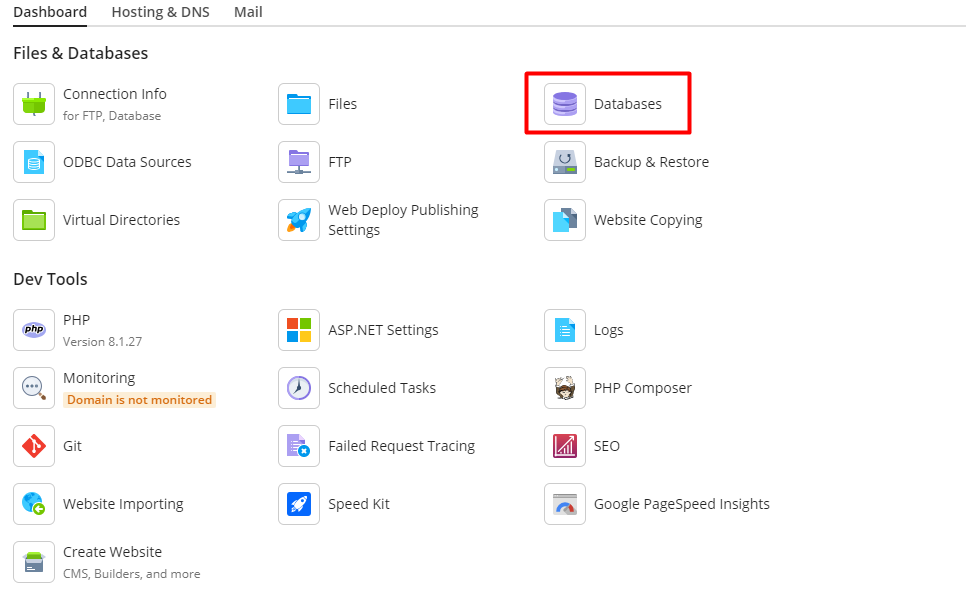 Dashboard Hosting & DNS Mail
Files & Databases
Connection Info
for FTP, Database
Files
Databases
ODBC Data Sources
FTP
Backup & Restore
Virtual Directories
Web Deploy Publishing
Settings
Website Copying
Dev Tools
php
PHP
Version 8.1.27
ASP.NET Settings
Logs
Monitoring
Domain is not monitored
Scheduled Tasks
PHP Composer
Git
Failed Request Tracing
SEO
Website Importing
Speed Kit
Google PageSpeed Insights
Create Website
CMS, Builders, and more